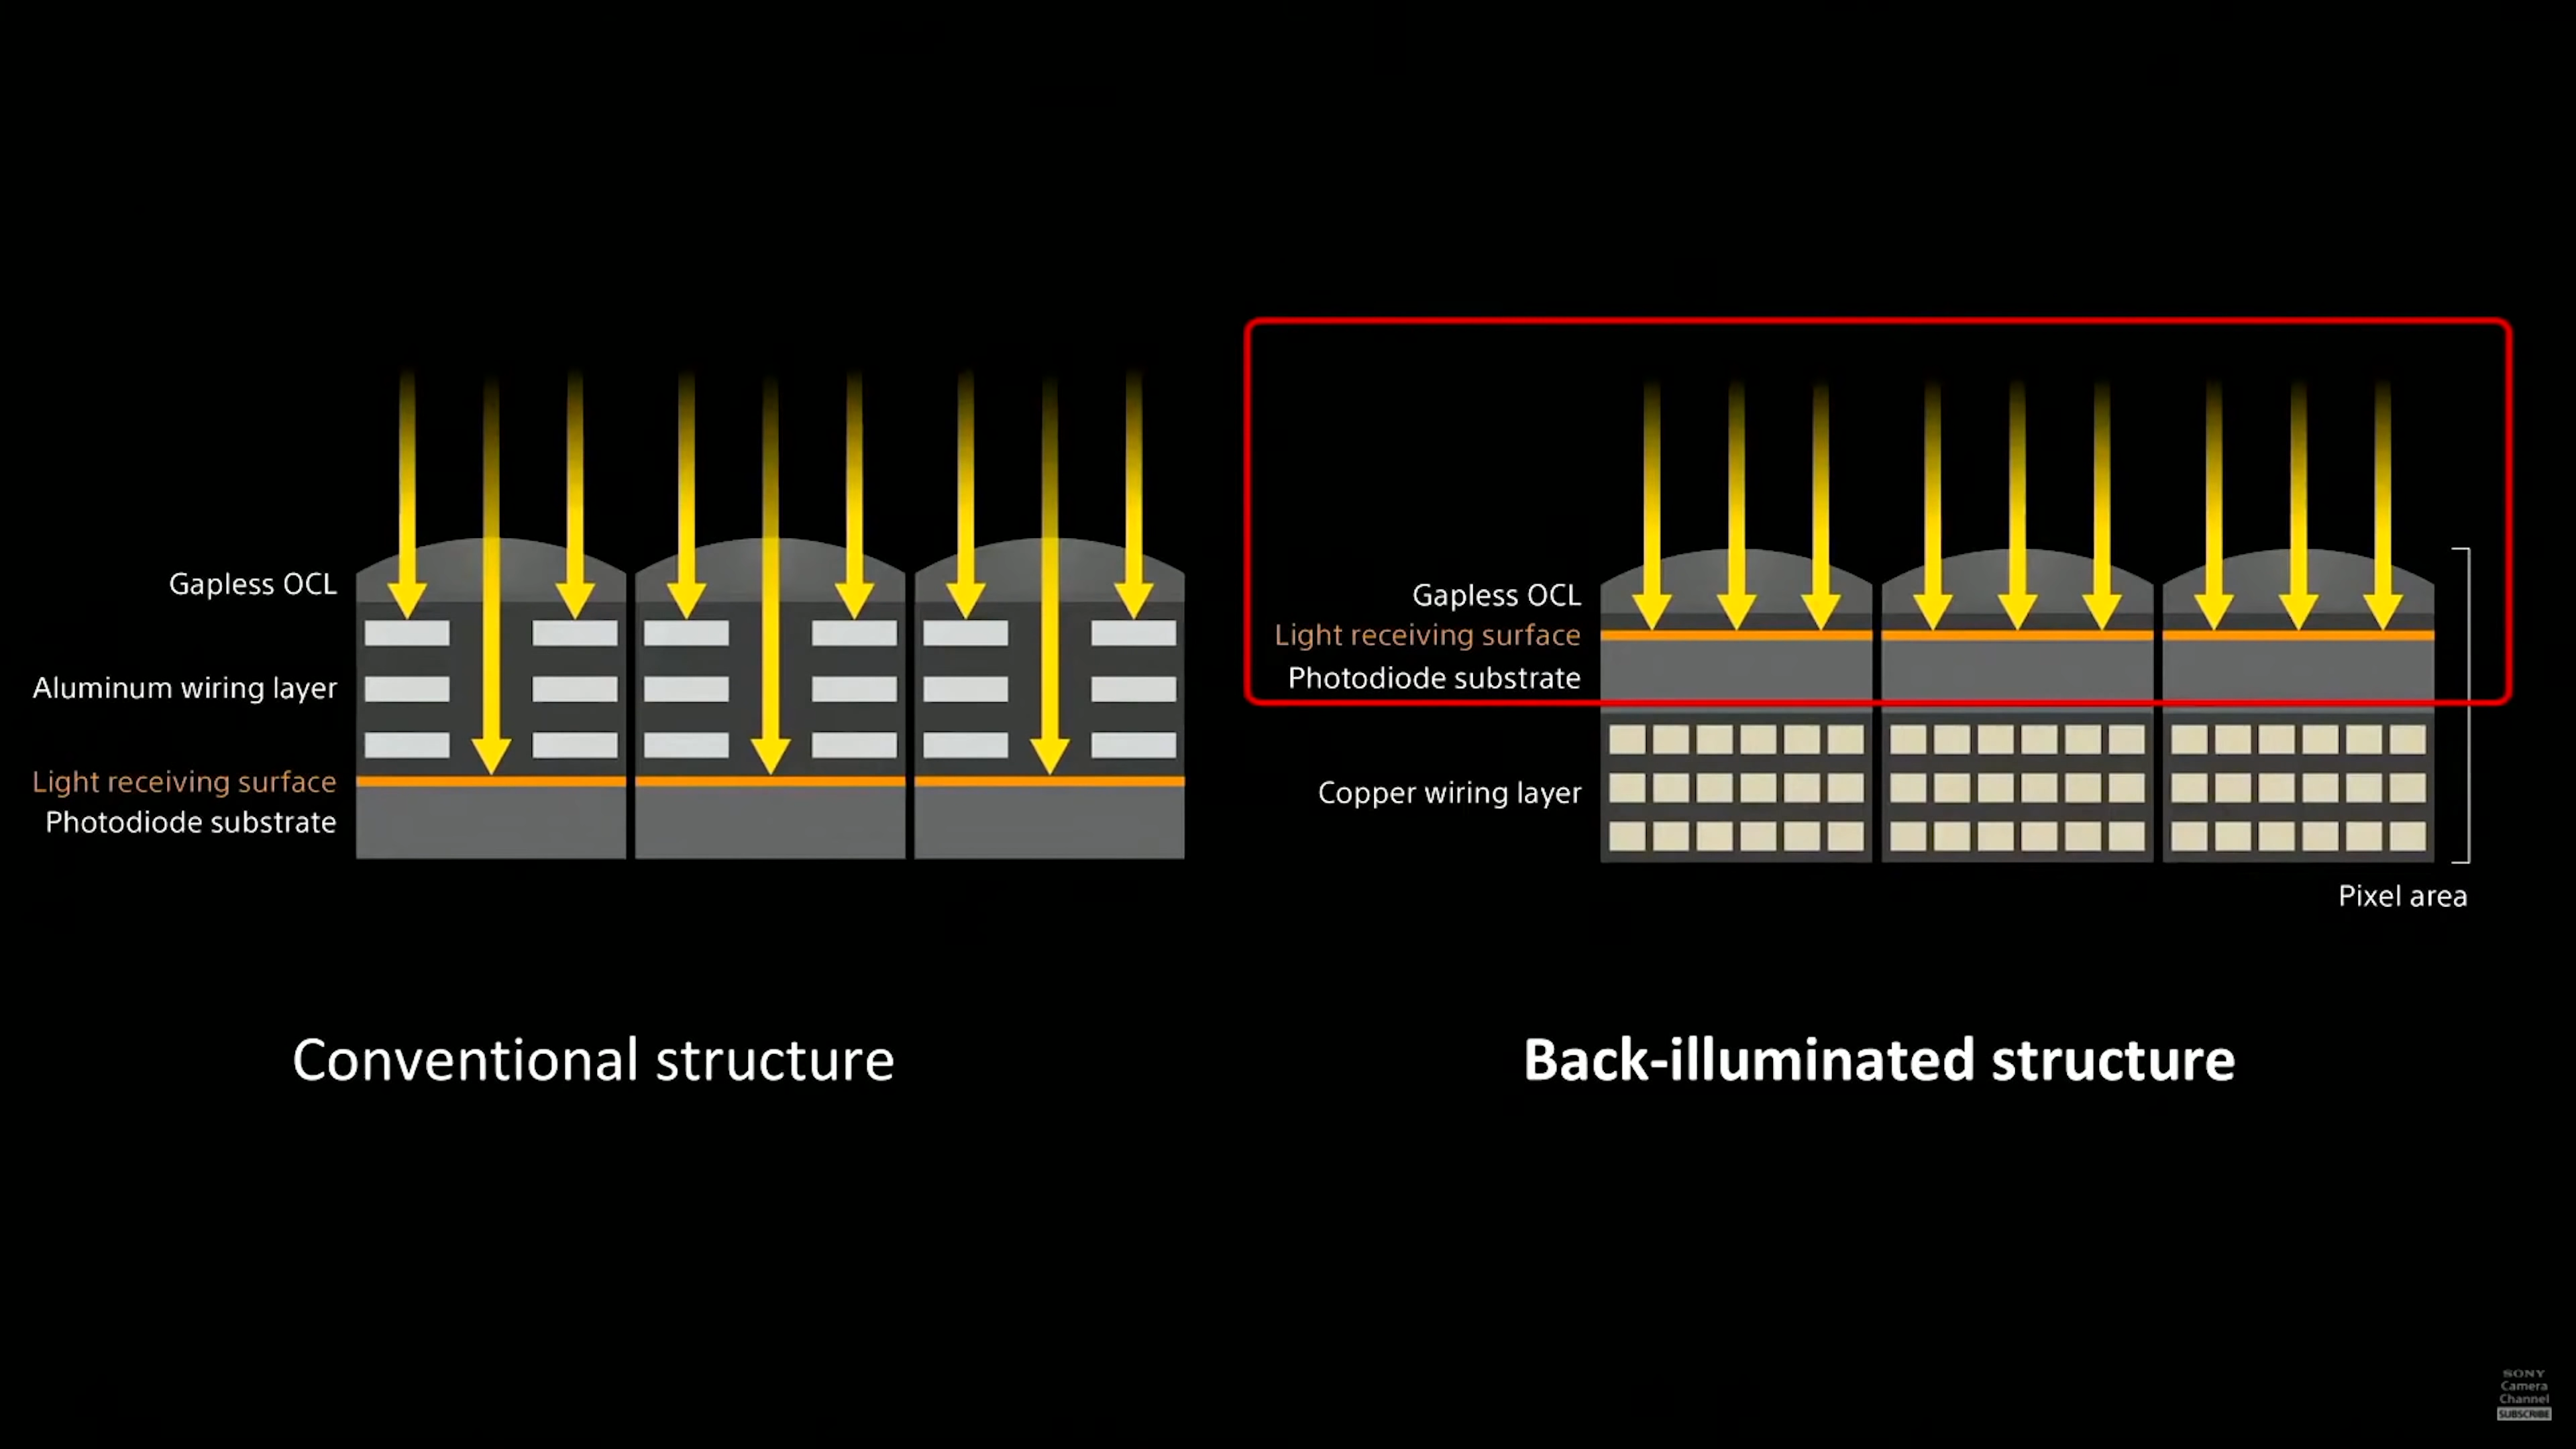 Gapless OCL
Aluminum wiring layer
Light receiving surface
Photodiode substrate
Conventional structure
Gapless OCL
Light receiving surface
Photodiode substrate
Copper wiring layer
Pixel area
Back-illuminated structure
SONY
Camera
Channel
SUBSCRIBE